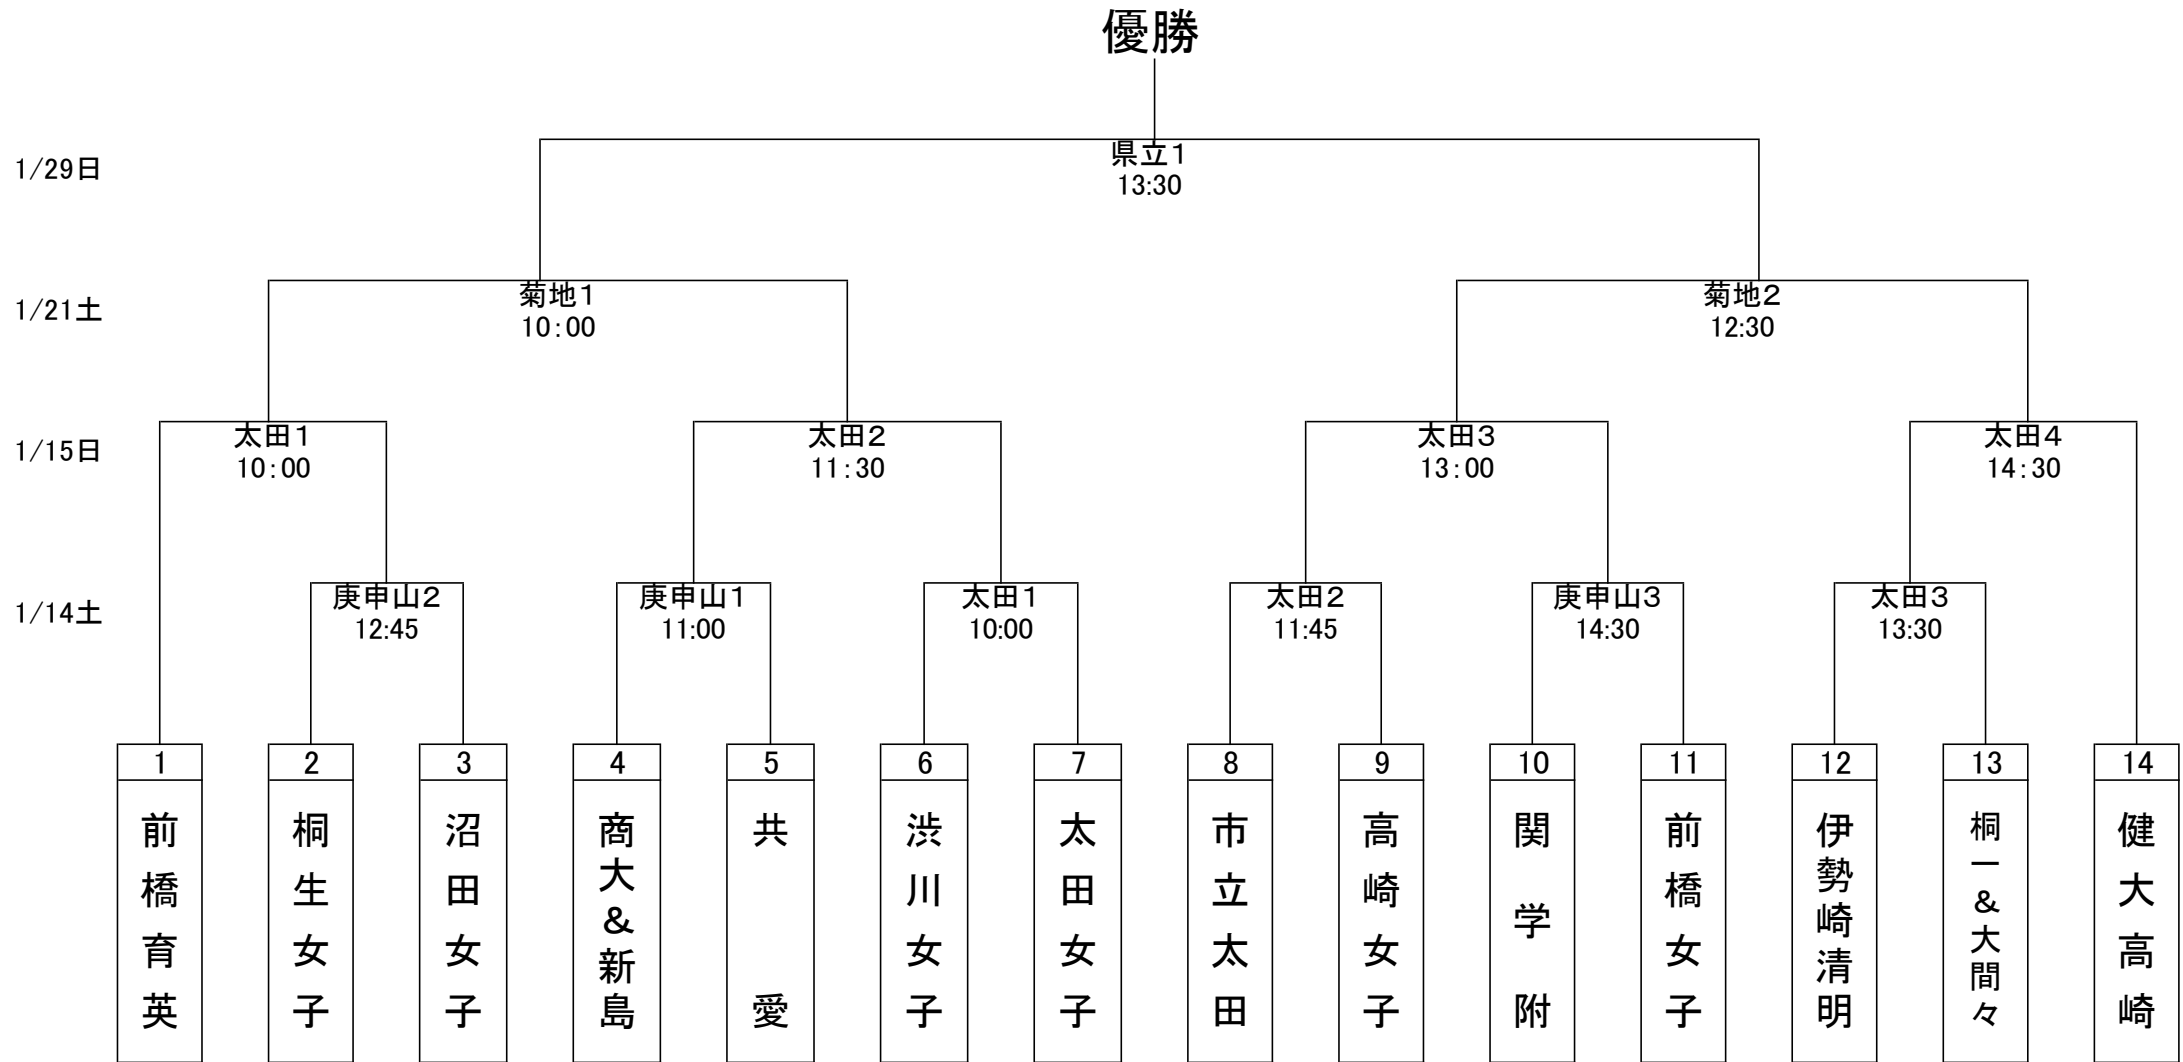 優勝
1/29日
県立1
13:30
1/21土
菊地1
10:00
菊地2
12:30
1/15日
太田1
10:00
太田2
11:30
太田3
13:00
太田4
14:30
1/14土
庚申山2
12:45
庚申山1
11:00
太田1
10:00
太田2
11:45
庚申山3
14:30
太田3
13:30
1
前橋育英
2
桐生女子
3
沼田女子
4
商大&新島
5
共愛
6
渋川女子
7
太田女子
8
市立太田
9
高崎女子
10
関学附
11
前橋女子
12
伊勢崎清明
13
桐一&大間々
14
健大高崎